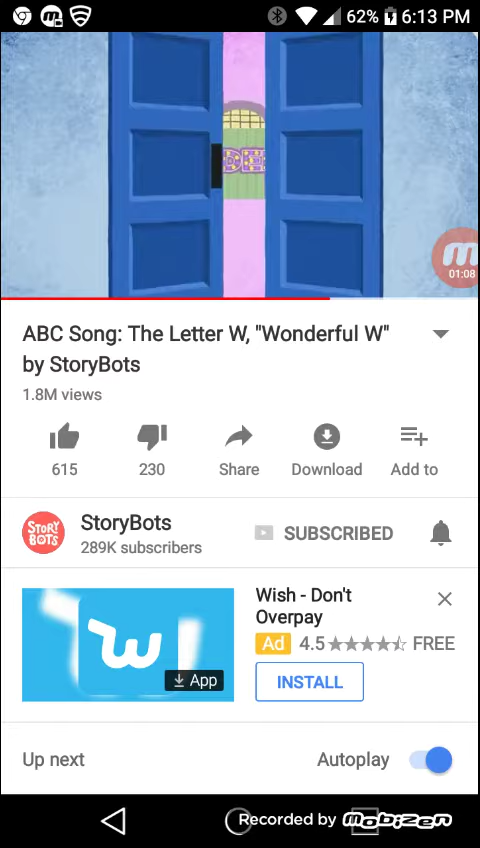 62% 6:13 PM
DE
01:08
ABC Song: The Letter W, "Wonderful W"
by StoryBots
1.8M views
615
230
Share
Download
Add to
STORY
BOTS
StoryBots
289K subscribers
SUBSCRIBED
Wish - Don't
Overpay
Ad 4.5 FREE
App
INSTALL
Up next
Autoplay
Recorded by Mobizen